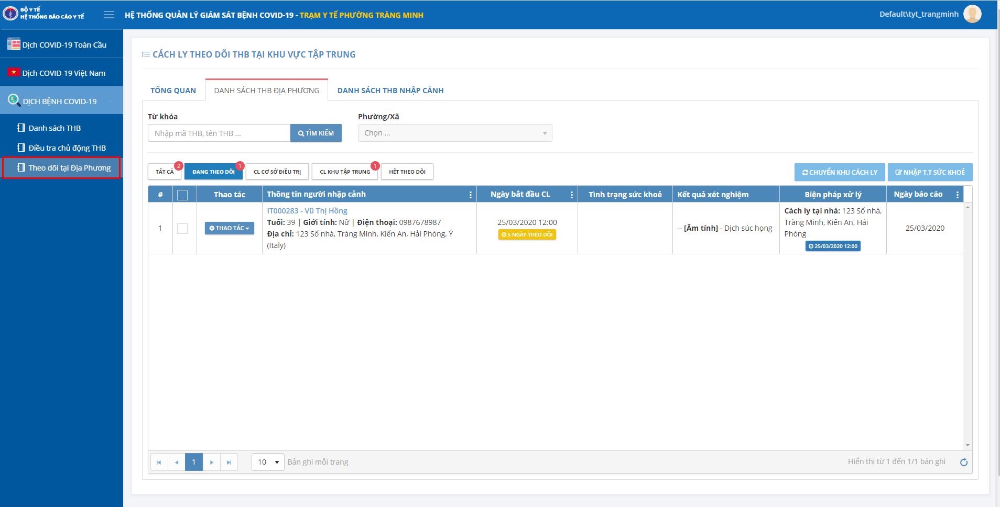 BỘ Y TẾ
HỆ THỐNG BÁO CÁO Y TẾ
HỆ THỐNG QUẢN LÝ GIÁM SÁT BỆNH COVID-19 - TRẠM Y TẾ PHƯỜNG TRÀNG MINH
Default\tyt_trangminh
Dịch COVID-19 Toàn Cầu
Dịch COVID-19 Việt Nam
DỊCH BỆNH COVID-19
Danh sách THB
Điều tra chủ động THB
Theo dõi tại Địa Phương
CÁCH LY THEO DÕI THB TẠI KHU VỰC TẬP TRUNG
TỔNG QUAN
DANH SÁCH THB ĐỊA PHƯƠNG
DANH SÁCH THB NHẬP CẢNH
Từ khóa
Phường/Xã
Nhập mã THB, tên THB ...
TÌM KIẾM
Chọn ...
TẤT CẢ 2
ĐANG THEO DÕI 1
CL CƠ SỞ ĐIỀU TRỊ
CL KHU TẬP TRUNG 1
HẾT THEO DÕI
CHUYỂN KHU CÁCH LY
NHẬP T.T SỨC KHOẺ
# Thao tác Thông tin người nhập cảnh Ngày bắt đầu CL Tình trạng sức khoẻ Kết quả xét nghiệm Biện pháp xử lý Ngày báo cáo
1
THAO TÁC
IT000283 - Vũ Thị Hồng
Tuổi: 39 | Giới tính: Nữ | Điện thoại: 0987678987
Địa chỉ: 123 Số nhà, Tràng Minh, Kiến An, Hải Phòng, Ý
(Italy)
25/03/2020 12:00
5 NGÀY THEO DÕI
-- [Âm tính] - Dịch súc họng
Cách ly tại nhà: 123 Số nhà,
Tràng Minh, Kiến An, Hải
Phòng
25/03/2020 12:00
25/03/2020
1
10
Bản ghi mỗi trang
Hiển thị từ 1 đến 1/1 bản ghi